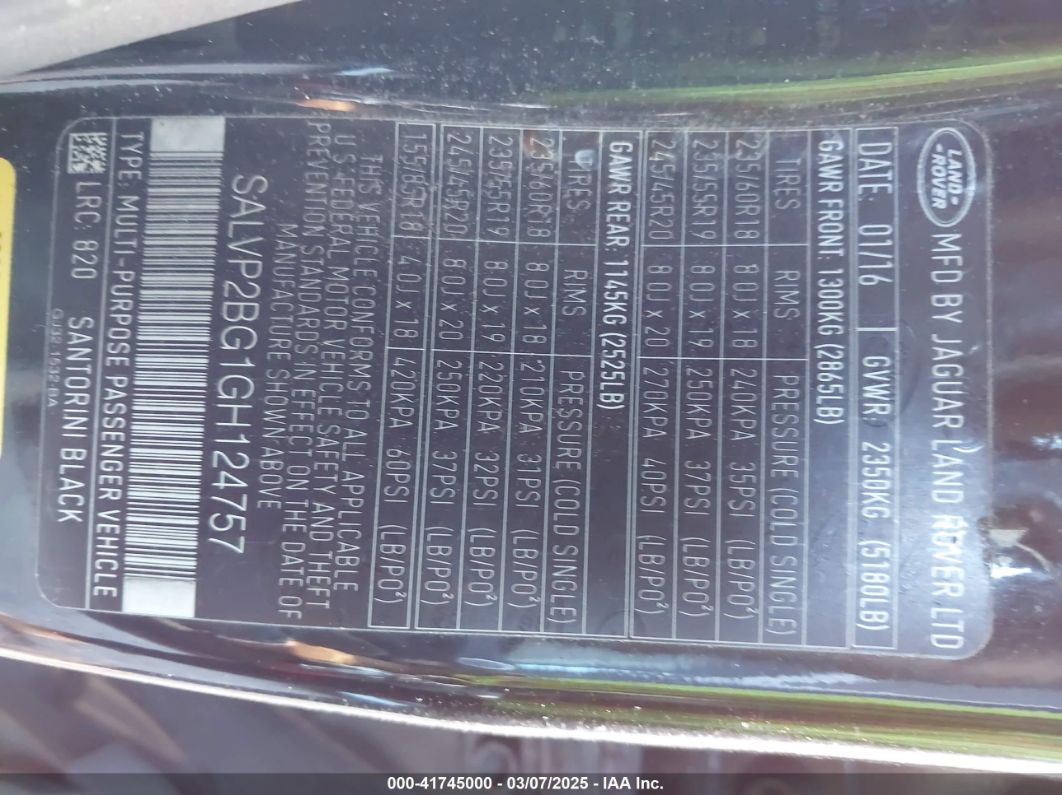 LAND-
-ROVER
MFD BY JAGUAR LAND ROVER LTD
DATE: 01/16 GVWR 2350KG (5180LB)
GAWR FRONT: 1300KG (2865LB)
TIRES RIMS PRESSURE (COLD SINGLE)
235/60R18 8.0J x 18 240KPA 35PSI (LB/PO²)
235/55R19 8.0J x 19 250KPA 37PSI (LB/PO²)
245/45R20 8.0J x 20 270KPA 40PSI (LB/PO²)
GAWR REAR: 1145KG (2525LB)
TIRES RIMS PRESSURE (COLD SINGLE)
235/60R18 8.0J x 18 210KPA 31PSI (LB/PO²)
235/55R19 8.0J x 19 220KPA 32PSI (LB/PO²)
245/45R20 8.0J x 20 250KPA 37PSI (LB/PO²)
155/85R18 4.0J x 18 420KPA 60PSI (LB/PO²)
THIS VEHICLE CONFORMS TO ALL APPLICABLE
U.S. FEDERAL MOTOR VEHICLE SAFETY AND THEFT
PREVENTION STANDARDS IN EFFECT ON THE DATE OF
MANUFACTURE SHOWN ABOVE
SALVP2BG1GH124757
TYPE: MULTI-PURPOSE PASSENGER VEHICLE
LRC: 820 SANTORINI BLACK
000-41745000 - 03/07/2025 - IAA Inc.